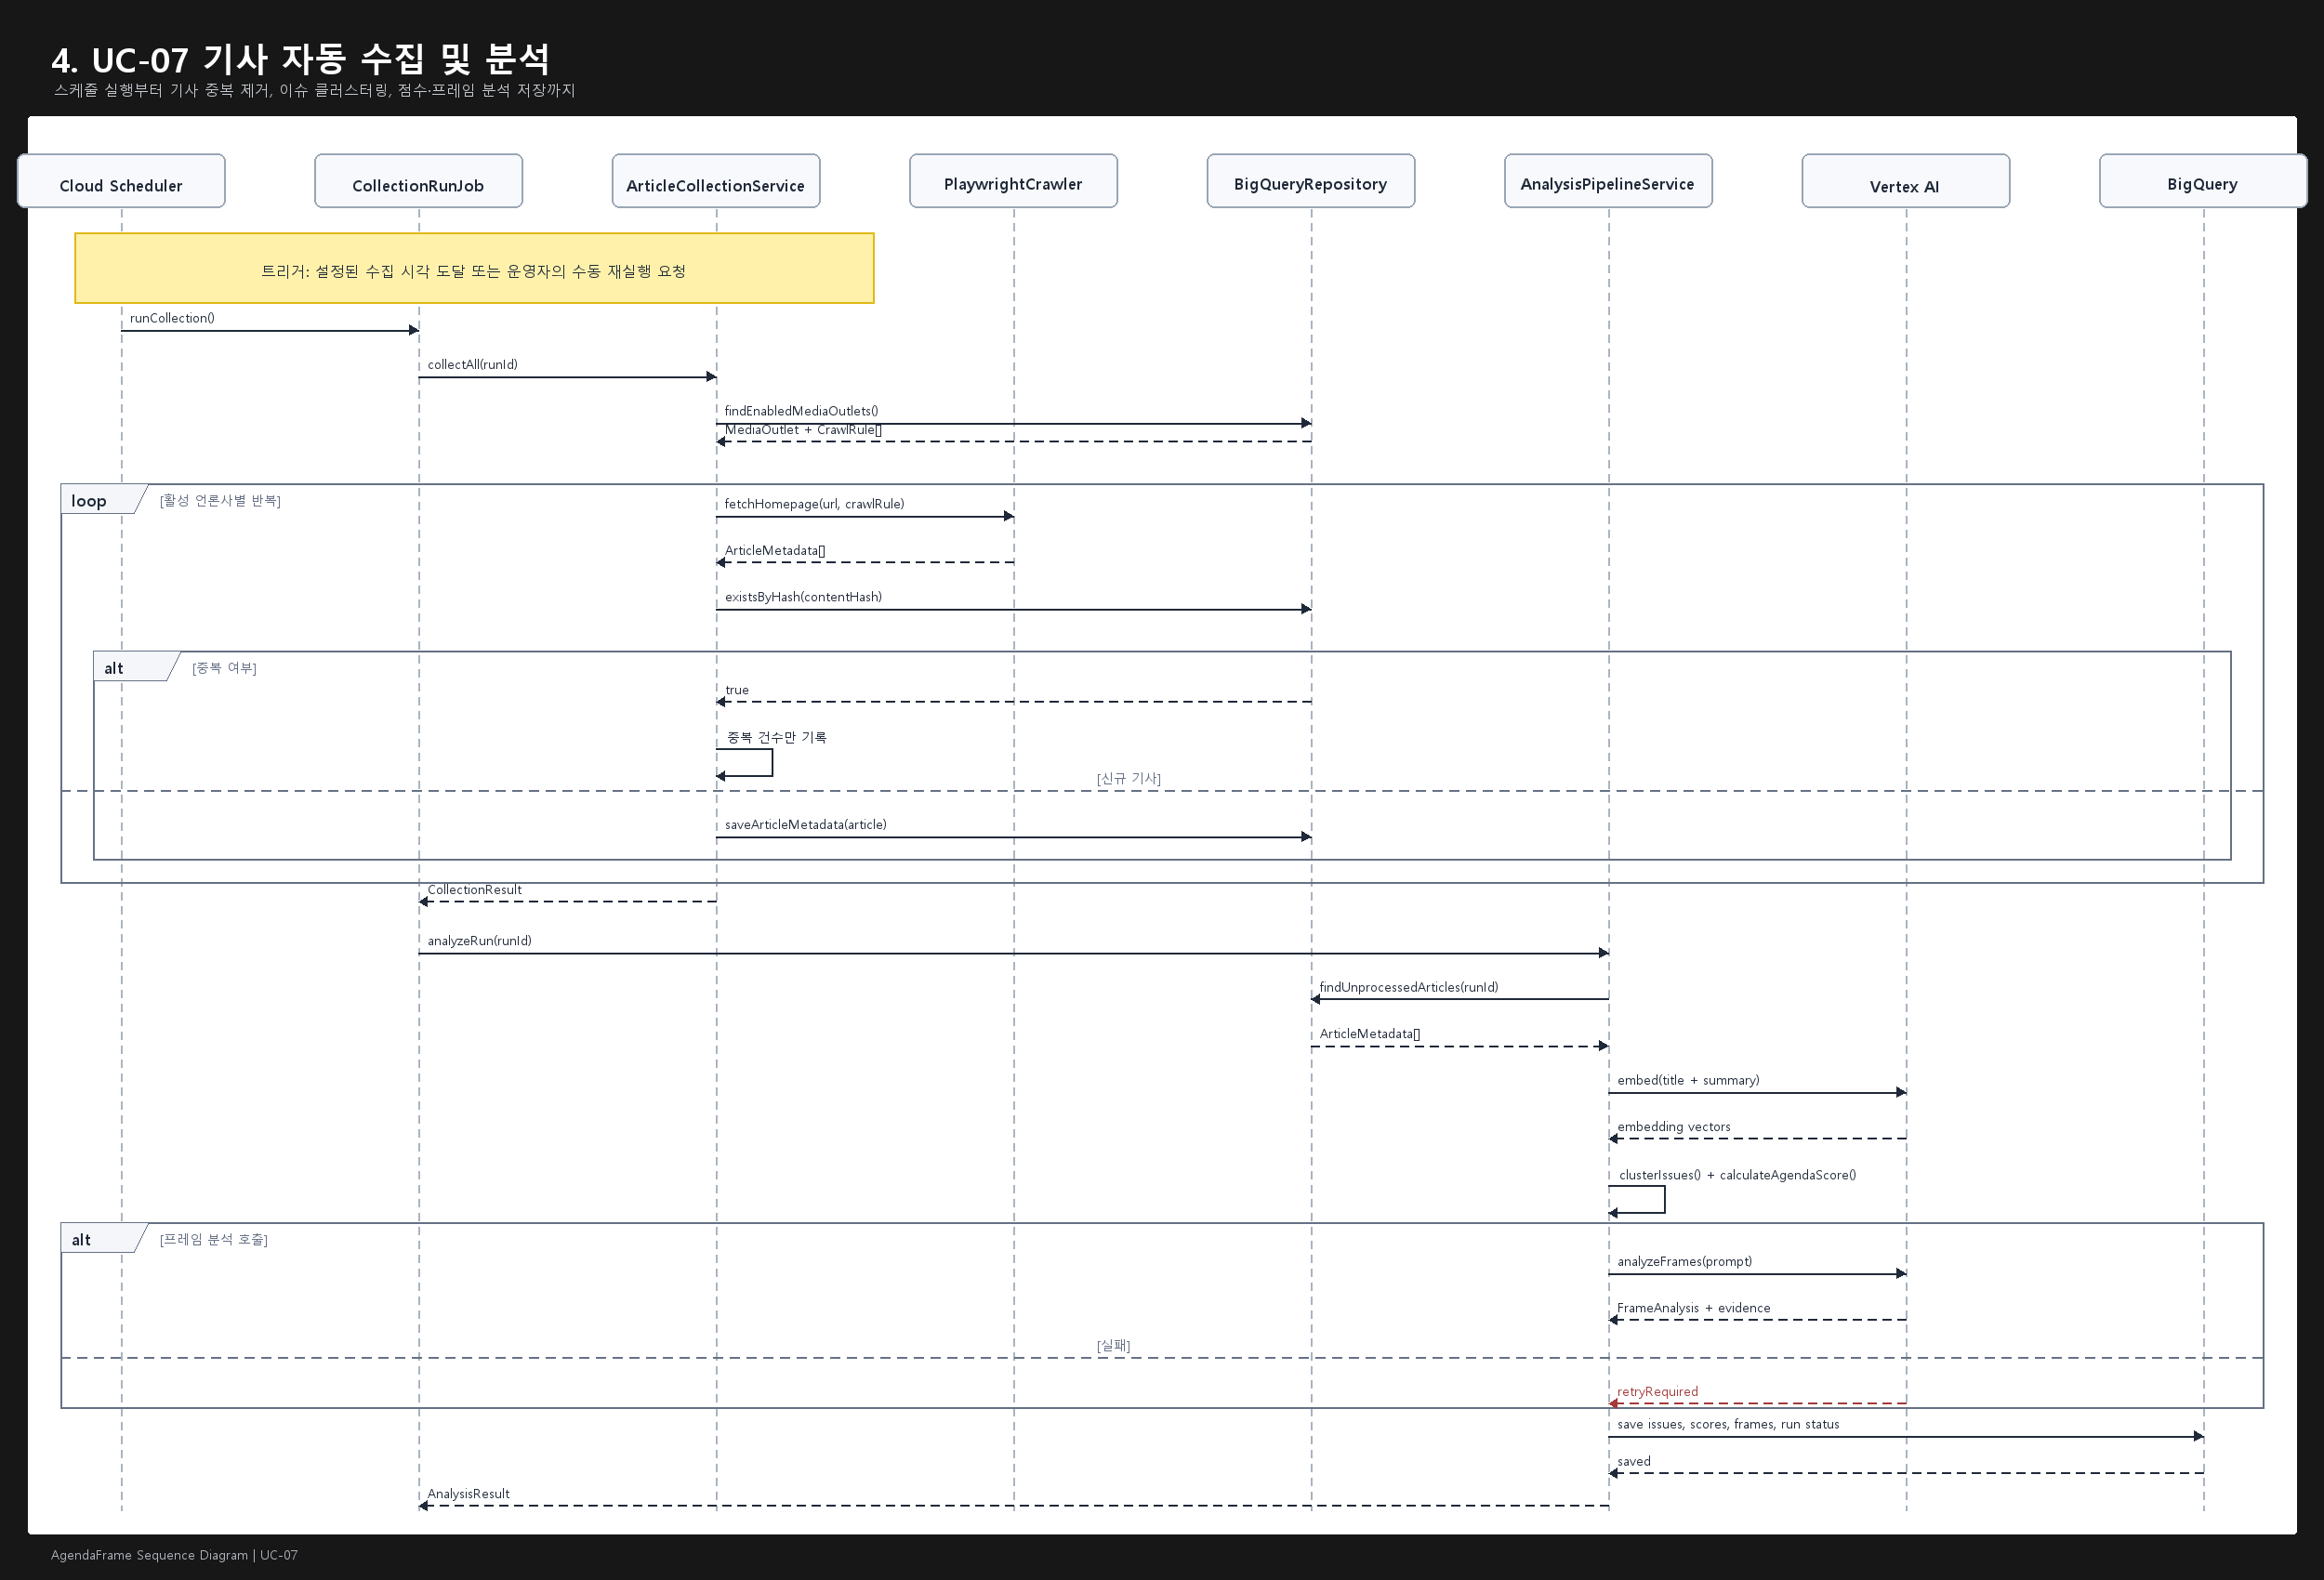 4. UC-07 기사 자동 수집 및 분석
스케줄 실행부터 기사 중복 제거, 이슈 클러스터링, 점수·프레임 분석 저장까지
Cloud Scheduler
CollectionRunJob
ArticleCollectionService
PlaywrightCrawler
BigQueryRepository
AnalysisPipelineService
Vertex AI
BigQuery
트리거: 설정된 수집 시각 도달 또는 운영자의 수동 재실행 요청
runCollection()
collectAll(runId)
findEnabledMediaOutlets()
MediaOutlet + CrawlRule[]
loop
[활성 언론사별 반복]
fetchHomepage(url, crawlRule)
ArticleMetadata[]
existsByHash(contentHash)
alt
[중복 여부]
true
중복 건수만 기록
[신규 기사]
saveArticleMetadata(article)
CollectionResult
analyzeRun(runId)
findUnprocessedArticles(runId)
ArticleMetadata[]
embed(title + summary)
embedding vectors
clusterIssues() + calculateAgendaScore()
alt
[프레임 분석 호출]
analyzeFrames(prompt)
FrameAnalysis + evidence
[실패]
retryRequired
save issues, scores, frames, run status
saved
AnalysisResult
AgendaFrame Sequence Diagram | UC-07